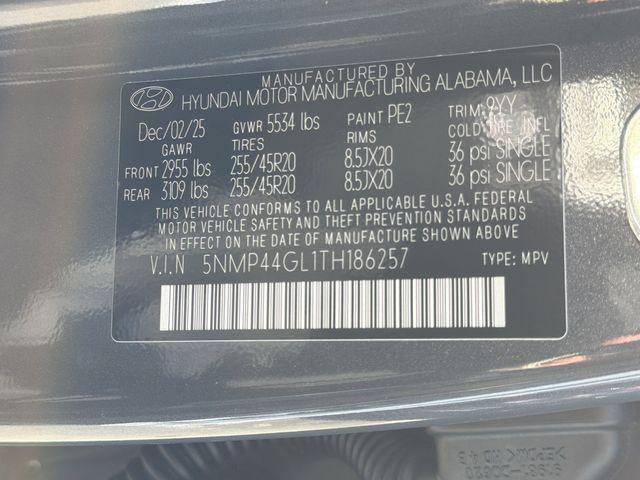 MANUFACTURED BY
HYUNDAI MOTOR MANUFACTURING ALABAMA, LLC
Dec/02/25 GVWR 5534 lbs PAINT PE2 TRIM: 9YY
GAWR TIRES RIMS COLD TIRE INFL
FRONT 2955 lbs 255/45R20 8.5JX20 36 psi SINGLE
REAR 3109 lbs 255/45R20 8.5JX20 36 psi SINGLE
THIS VEHICLE CONFORMS TO ALL APPLICABLE U.S.A. FEDERAL
MOTOR VEHICLE SAFETY AND THEFT PREVENTION STANDARDS
IN EFFECT ON THE DATE OF MANUFACTURE SHOWN ABOVE
V.I.N 5NMP44GL1TH186257 TYPE: MPV